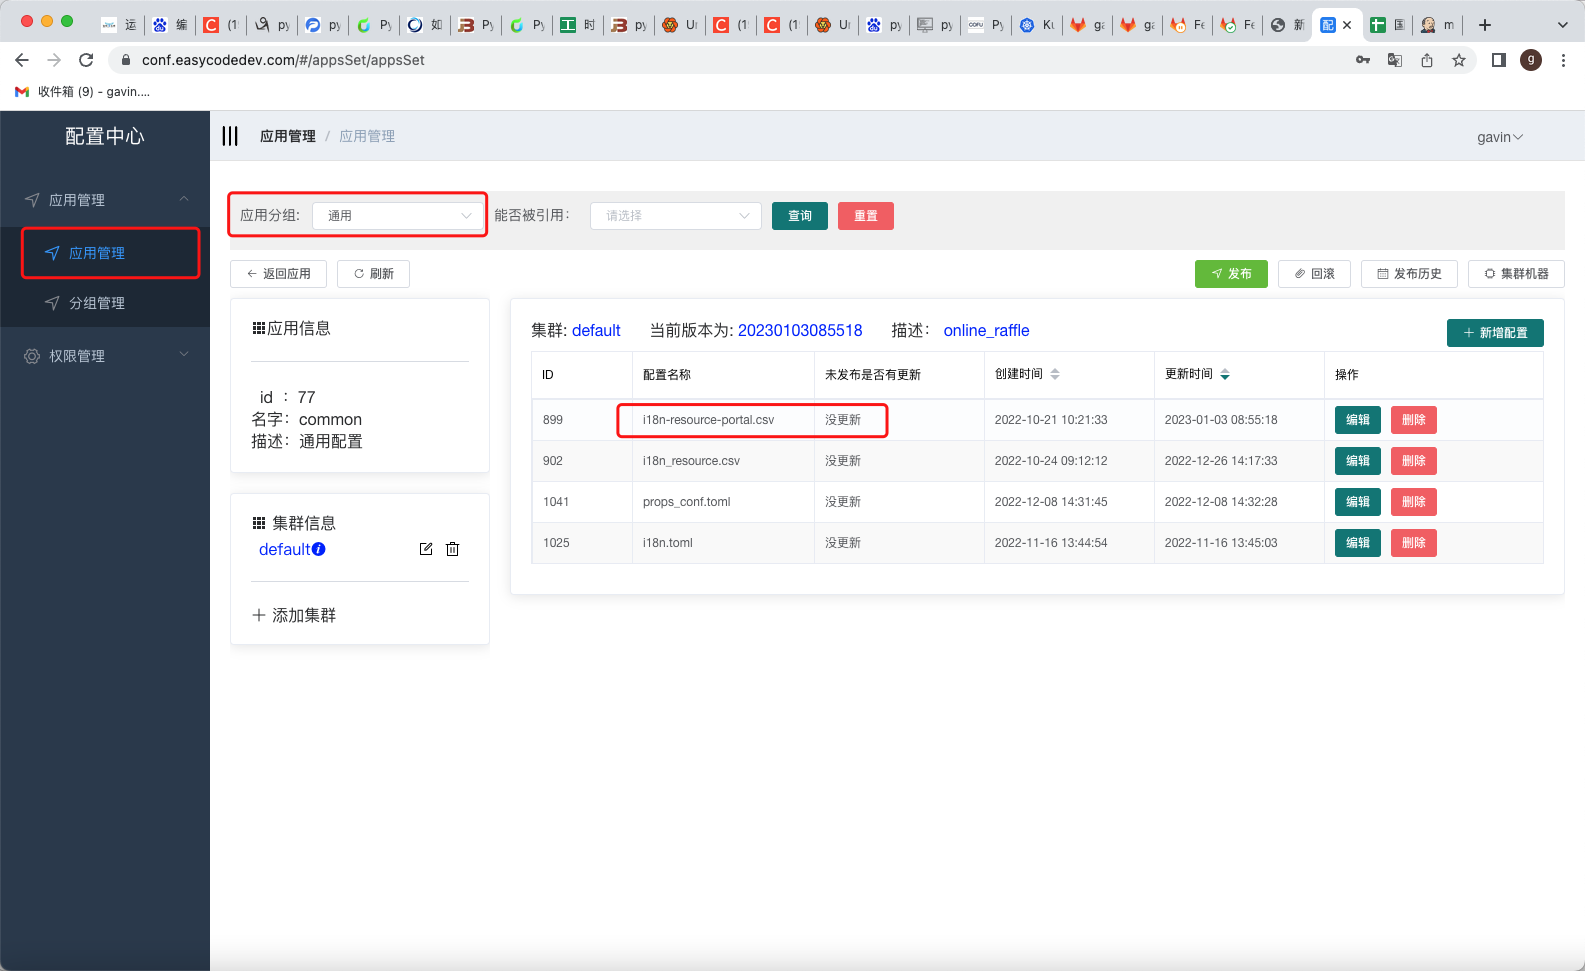 运
编
(1
py
py
Py
如
Py
Py
时
py
Ur
(1
(1
Ur
py
py
Py
Ku
ga
ga
Fe
Fe
新
配
国
m
conf.easycodedev.com/#/appsSet/appsSet
g
收件箱 (9) - gavin....
配置中心
应用管理
应用管理
分组管理
权限管理
应用管理 / 应用管理
gavin
应用分组: 通用 能否被引用: 请选择 查询 重置
返回应用 刷新 发布 回滚 发布历史 集群机器
应用信息
id : 77
名字: common
描述: 通用配置
集群信息
default
添加集群
集群: default 当前版本为: 20230103085518 描述: online_raffle
新增配置
ID 配置名称 未发布是否有更新 创建时间 更新时间 操作
899 i18n-resource-portal.csv 没更新 2022-10-21 10:21:33 2023-01-03 08:55:18 编辑 删除
902 i18n_resource.csv 没更新 2022-10-24 09:12:12 2022-12-26 14:17:33 编辑 删除
1041 props_conf.toml 没更新 2022-12-08 14:31:45 2022-12-08 14:32:28 编辑 删除
1025 i18n.toml 没更新 2022-11-16 13:44:54 2022-11-16 13:45:03 编辑 删除